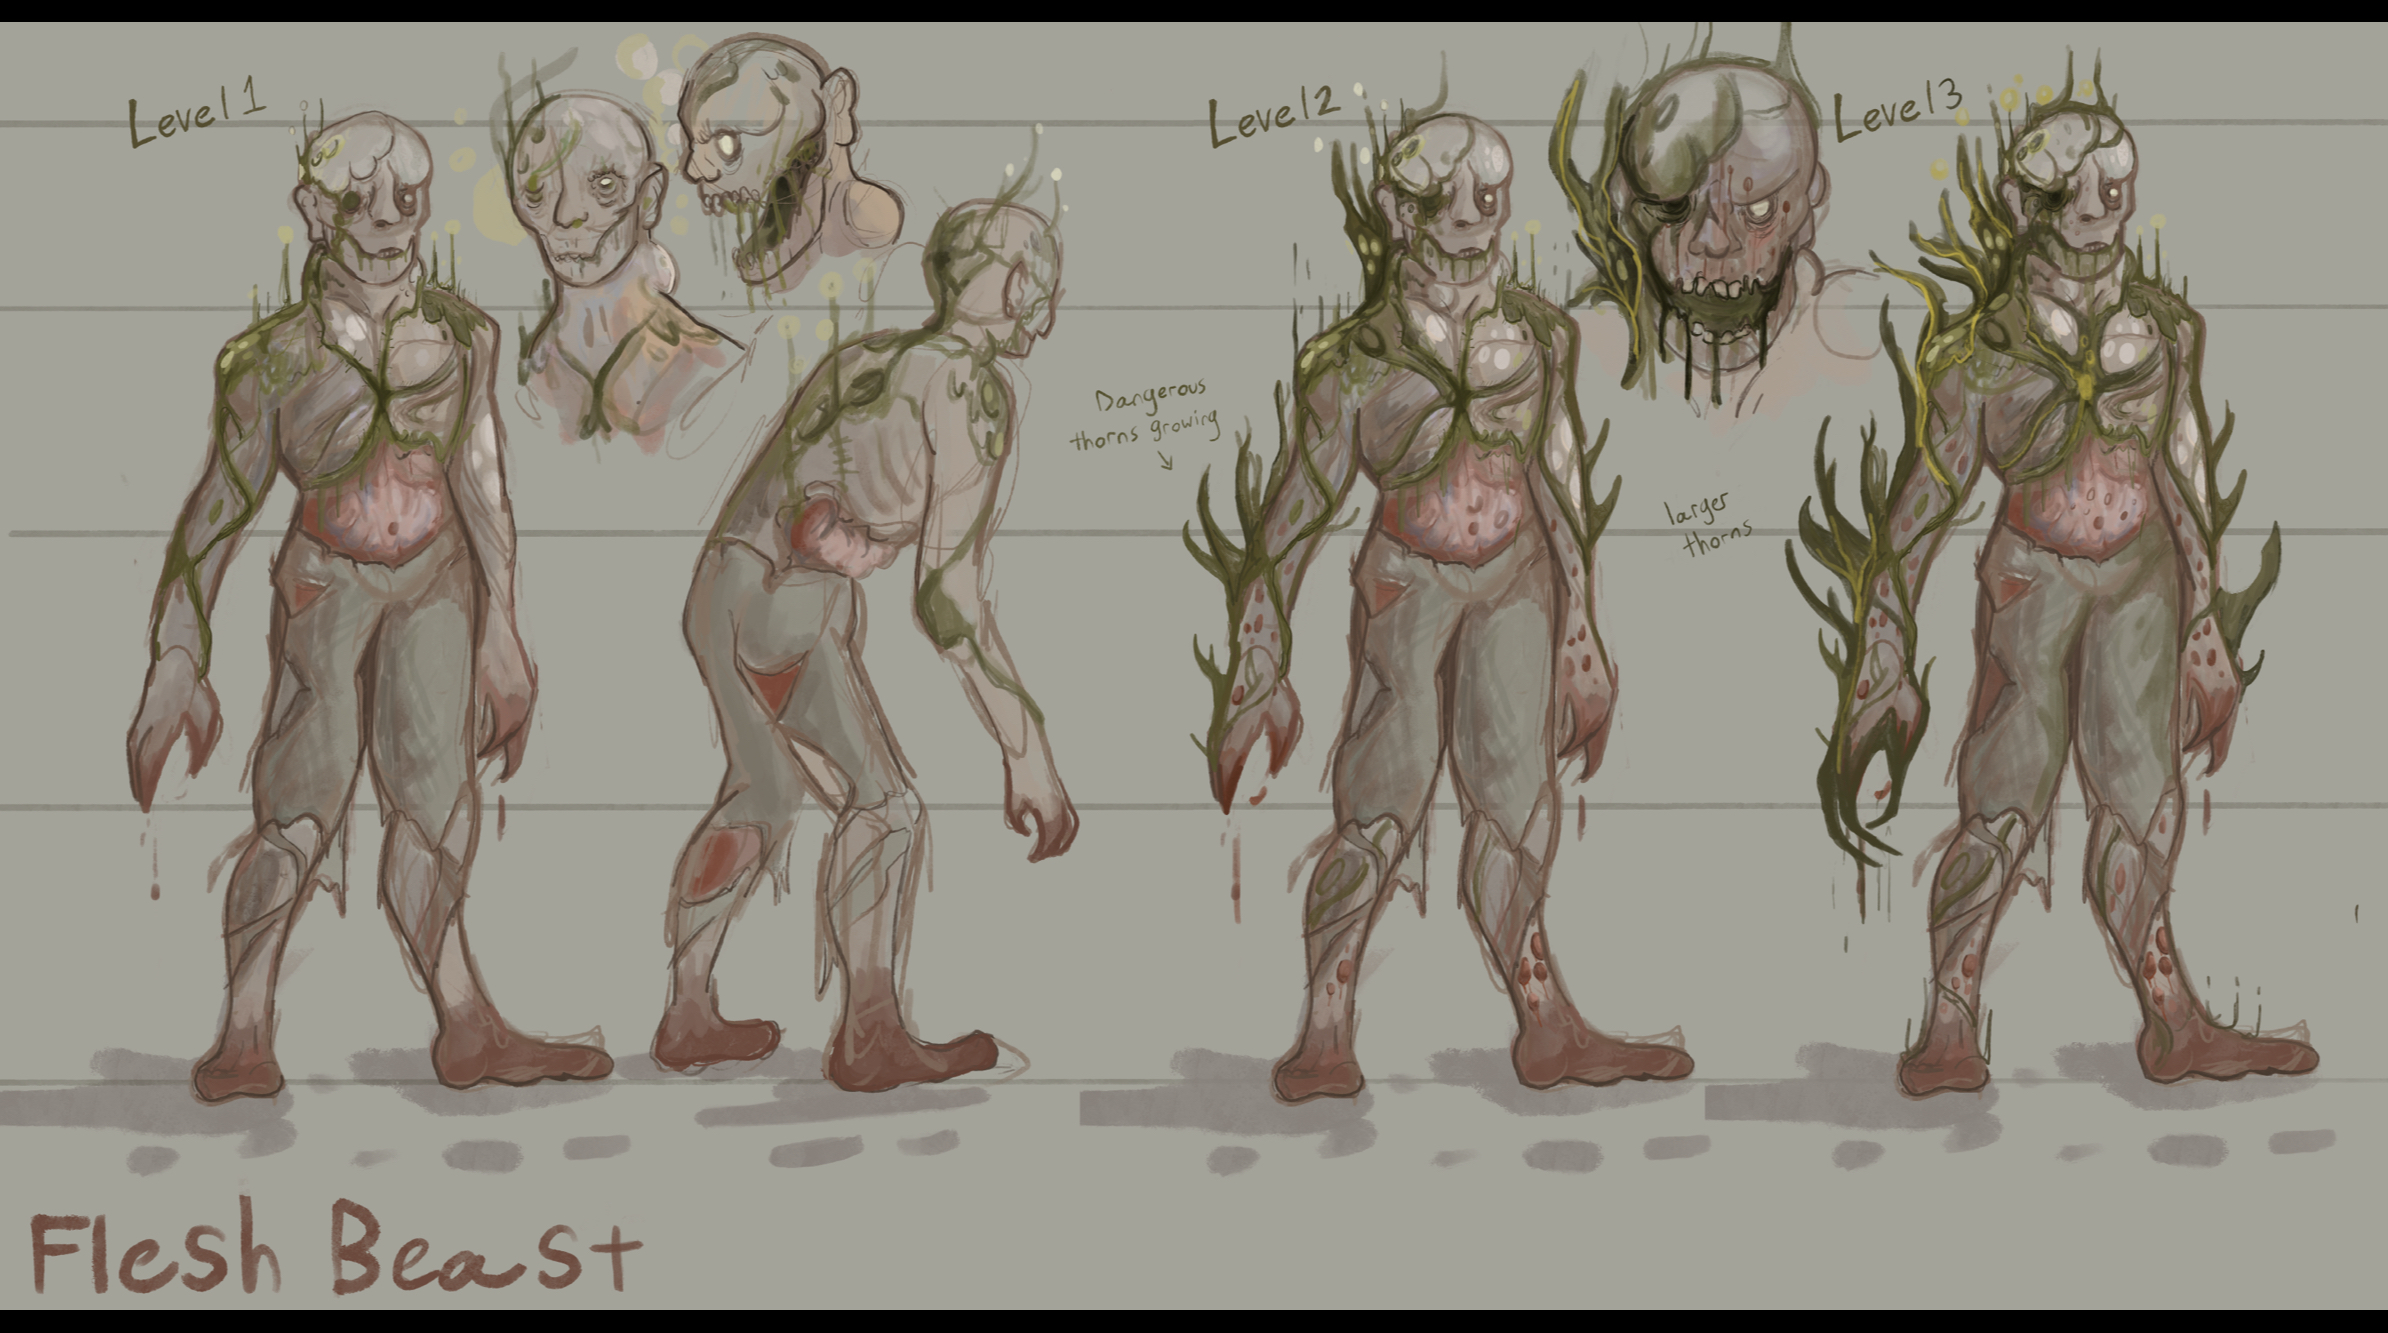 Level 1
Level 2
Level 3
Dangerous
thorns growing
larger
thorns
Flesh Beast